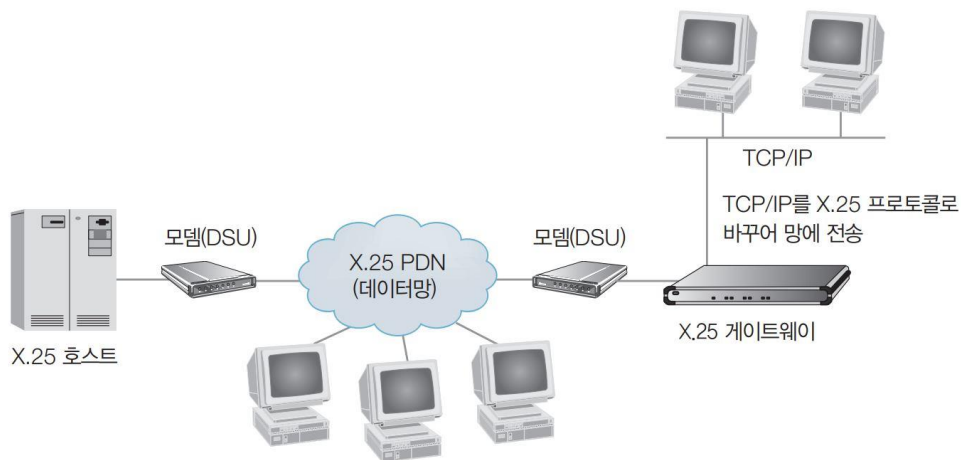 TCP/IP
TCP/IP를 X.25 프로토콜로
바꾸어 망에 전송
모뎀(DSU)
X.25 PDN
(데이터망)
모뎀(DSU)
X.25 호스트
X.25 게이트웨이